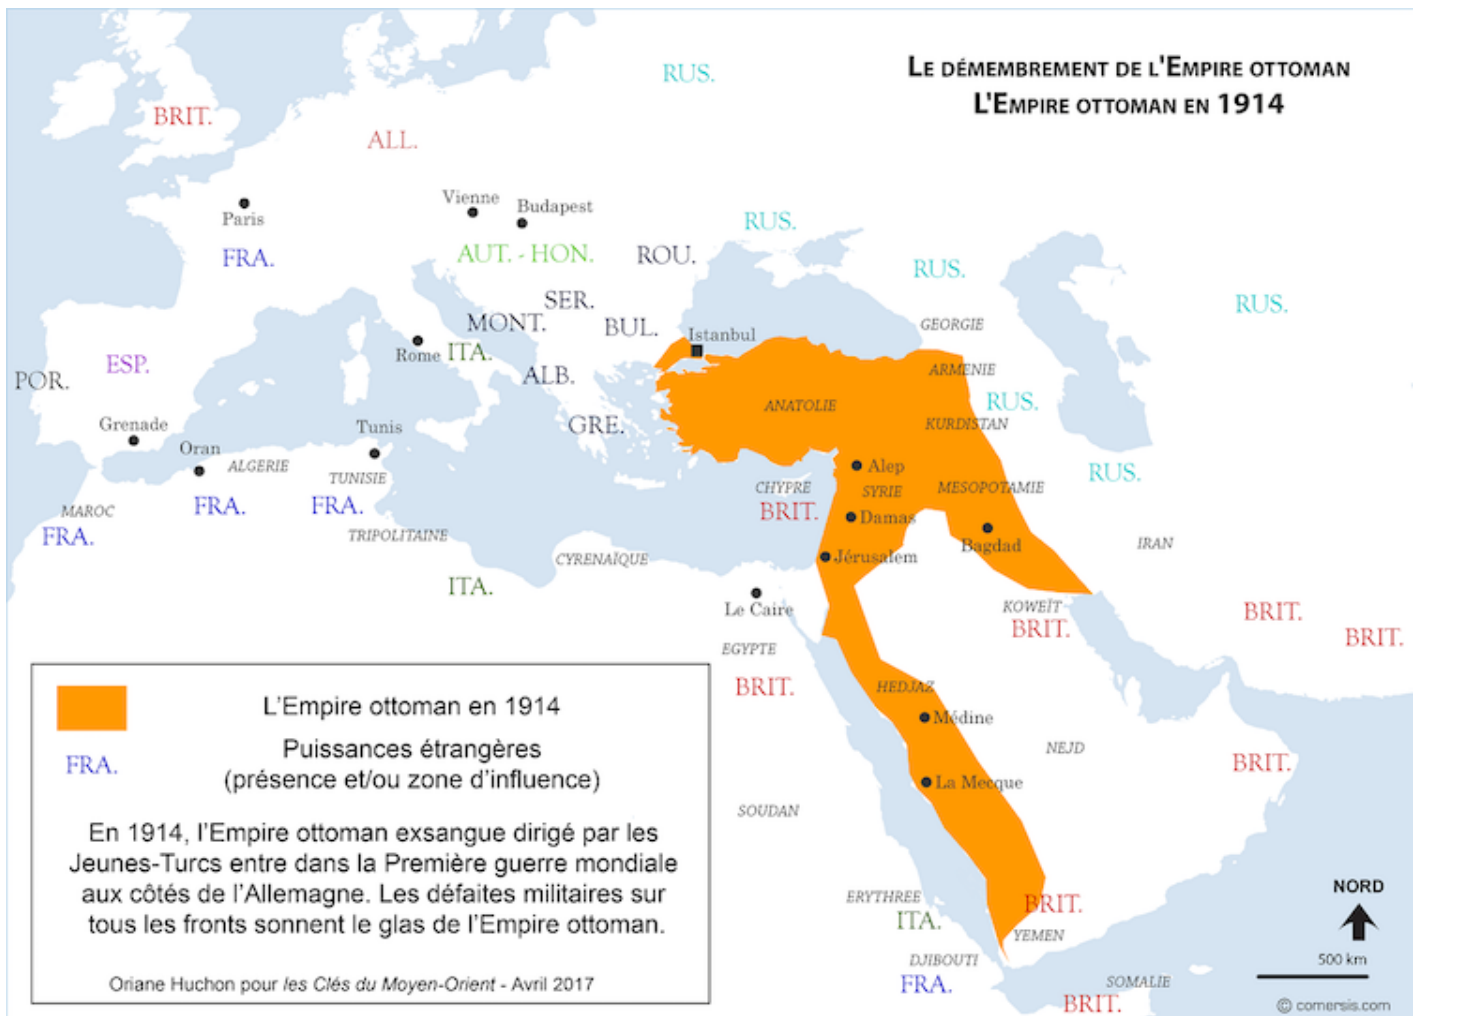 LE DÉMEMBREMENT DE L'EMPIRE OTTOMAN
L'EMPIRE OTTOMAN EN 1914
RUS.
BRIT.
ALL.
Vienne
Budapest
Paris
FRA.
AUT. - HON.
ROU.
RUS.
RUS.
RUS.
SER.
MONT.
BUL.
Istanbul
GEORGIE
Rome
ITA.
ESP.
POR.
ALB.
ARMENIE
ANATOLIE
RUS.
GRE.
KURDISTAN
Grenade
Tunis
Oran
ALGERIE
TUNISIE
Alep
RUS.
CHYPRE
SYRIE
MESOPOTAMIE
MAROC
FRA.
FRA.
FRA.
BRIT.
Damas
TRIPOLITAINE
CYRENAÏQUE
Bagdad
IRAN
Jérusalem
ITA.
Le Caire
KOWEÏT
BRIT.
BRIT.
BRIT.
EGYPTE
BRIT.
HEDJAZ
Médine
NEJD
BRIT.
La Mecque
SOUDAN
ERYTHREE
ITA.
BRIT.
YEMEN
DJIBOUTI
FRA.
SOMALIE
BRIT.
L'Empire ottoman en 1914
FRA.
Puissances étrangères
(présence et/ou zone d'influence)
En 1914, l'Empire ottoman exsangue dirigé par les
Jeunes-Turcs entre dans la Première guerre mondiale
aux côtés de l'Allemagne. Les défaites militaires sur
tous les fronts sonnent le glas de l'Empire ottoman.
Oriane Huchon pour les Clés du Moyen-Orient - Avril 2017
NORD
500 km
© comersis.com